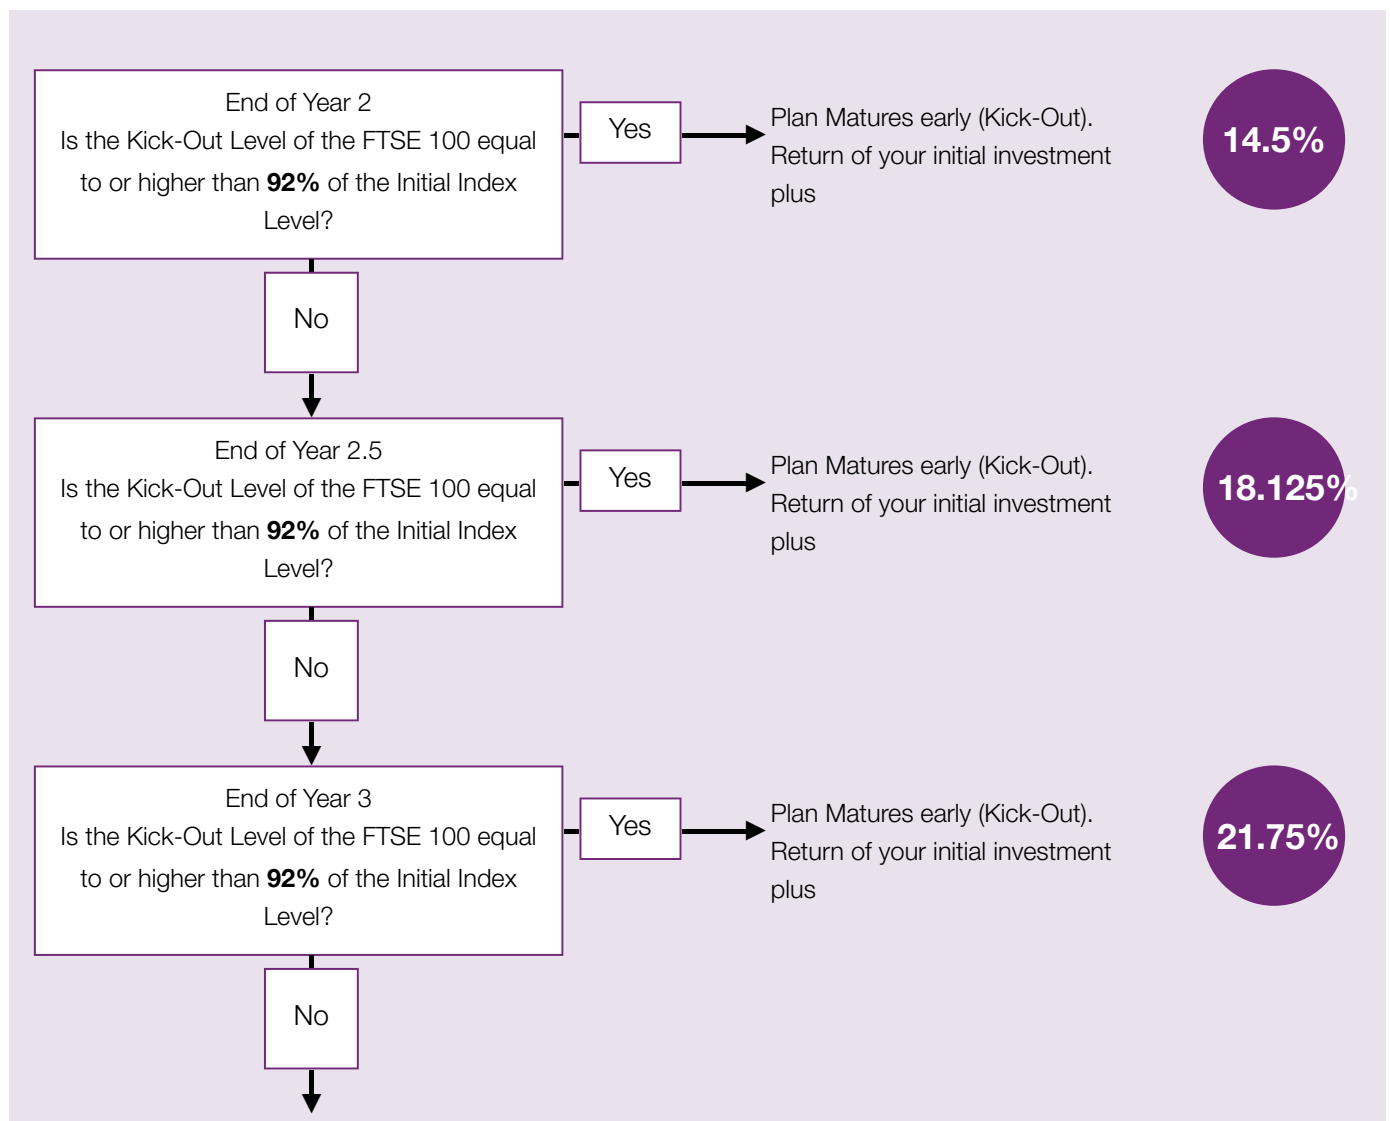 End of Year 2
Is the Kick-Out Level of the FTSE 100 equal
to or higher than 92% of the Initial Index
Level?
Yes
Plan Matures early (Kick-Out).
Return of your initial investment
plus
14.5%
No
End of Year 2.5
Is the Kick-Out Level of the FTSE 100 equal
to or higher than 92% of the Initial Index
Level?
Yes
Plan Matures early (Kick-Out).
Return of your initial investment
plus
18.125%
No
End of Year 3
Is the Kick-Out Level of the FTSE 100 equal
to or higher than 92% of the Initial Index
Level?
Yes
Plan Matures early (Kick-Out).
Return of your initial investment
plus
21.75%
No